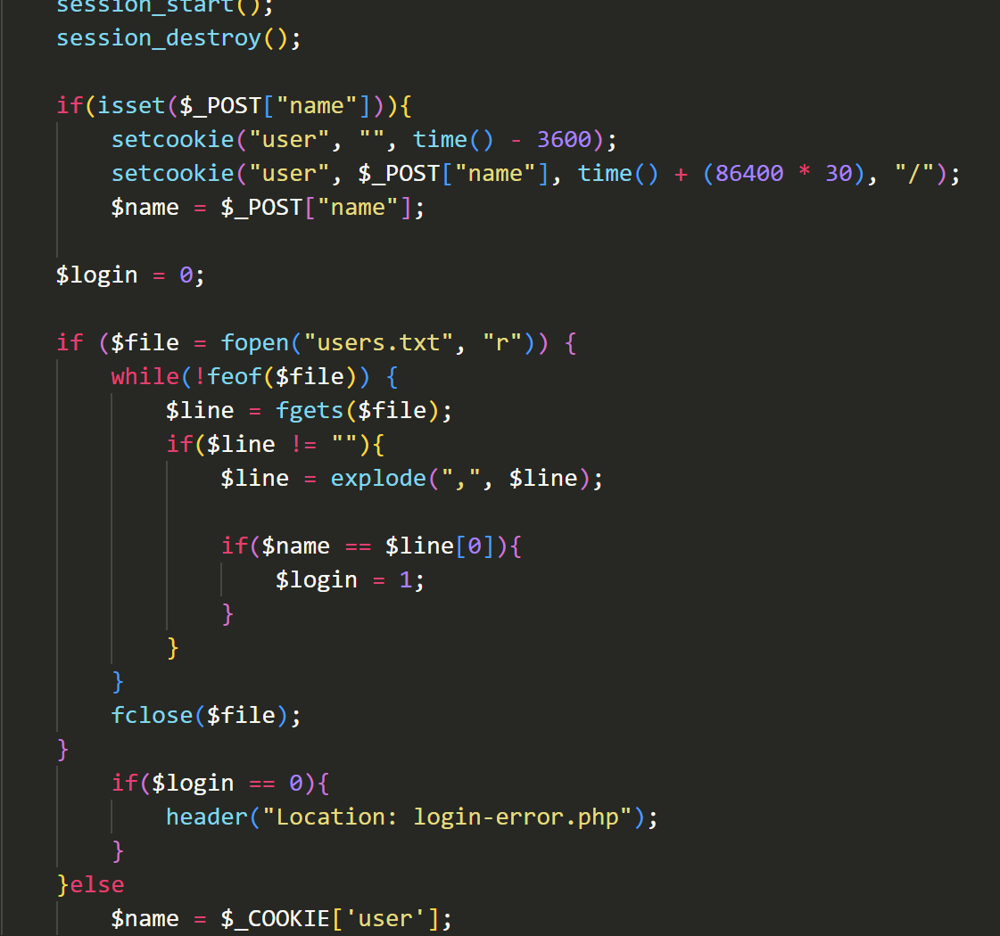 session_start();
session_destroy();
if(isset($_POST["name"])){
setcookie("user", "", time() - 3600);
setcookie("user", $_POST["name"], time() + (86400 * 30), "/");
$name = $_POST["name"];
$login = 0;
if ($file = fopen("users.txt", "r")) {
while(!feof($file)) {
$line = fgets($file);
if($line != ""){
$line = explode(",", $line);
if($name == $line[0]){
$login = 1;
}
}
}
fclose($file);
}
if($login == 0){
header("Location: login-error.php");
}
}else
$name = $_COOKIE['user'];